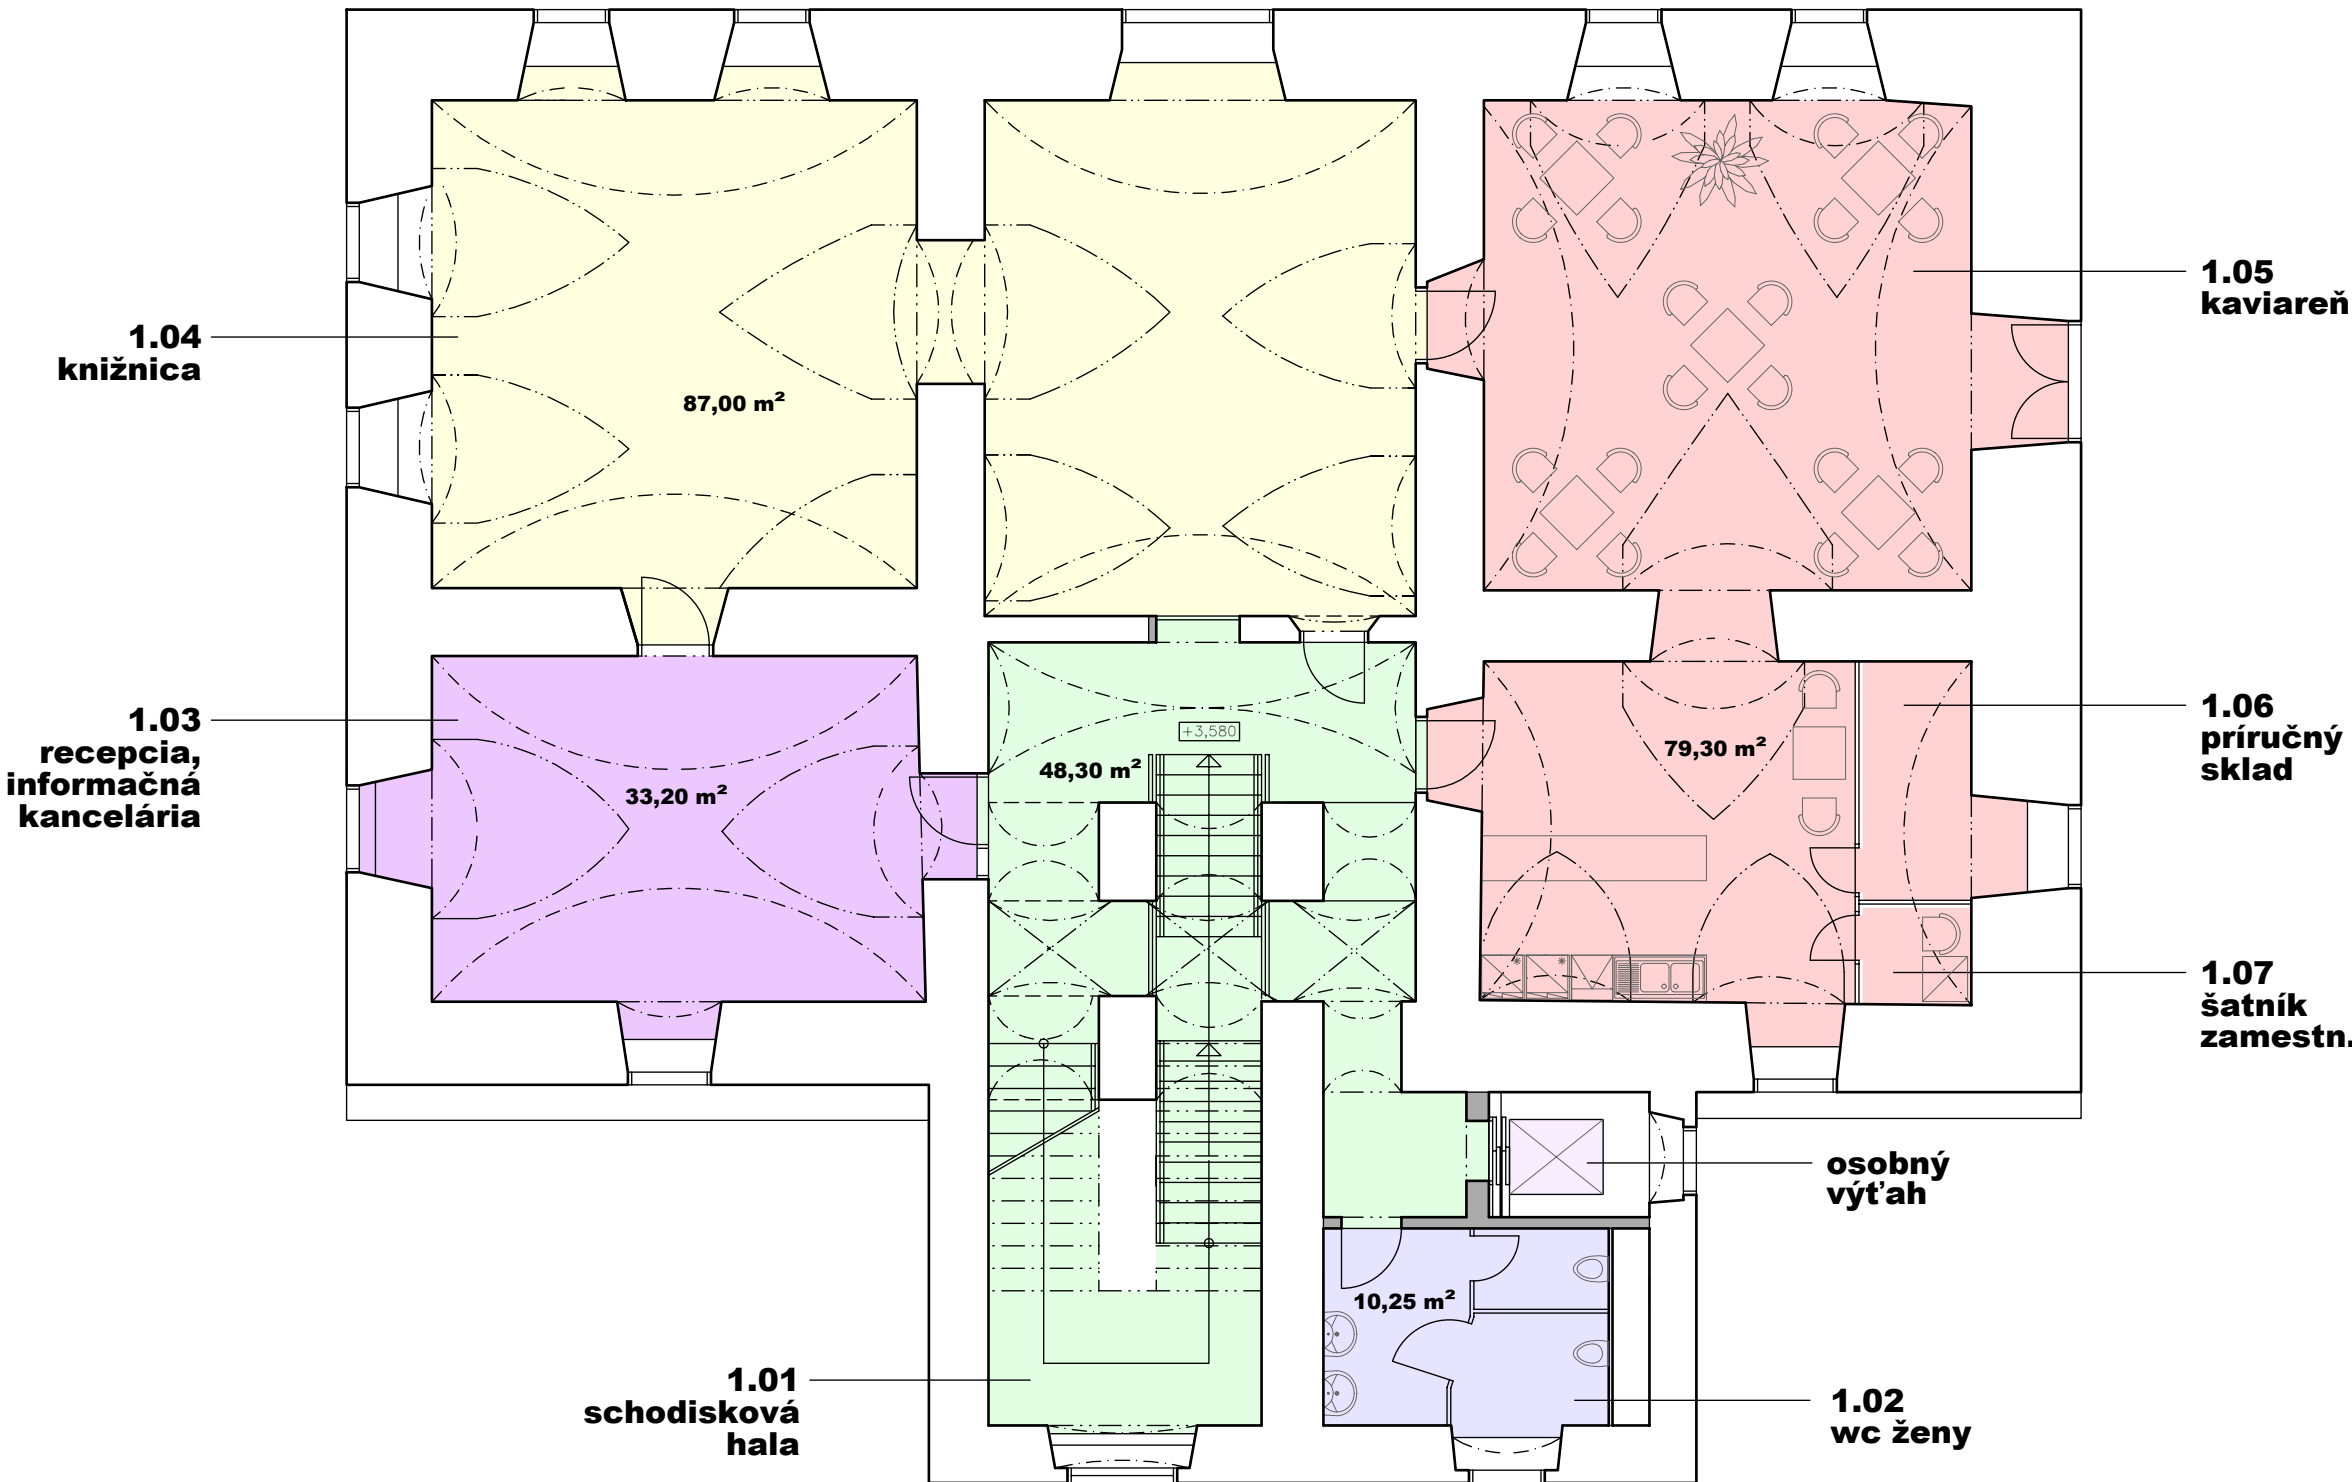 1.05
kaviareň
1.04
knižnica
87,00 m²
1.03
recepcia,
informačná
kancelária
33,20 m²
+3,580
48,30 m²
79,30 m²
1.06
príručný
sklad
1.07
šatník
zamestn.
osobný
výťah
10,25 m²
1.01
schodisková
hala
1.02
wc ženy